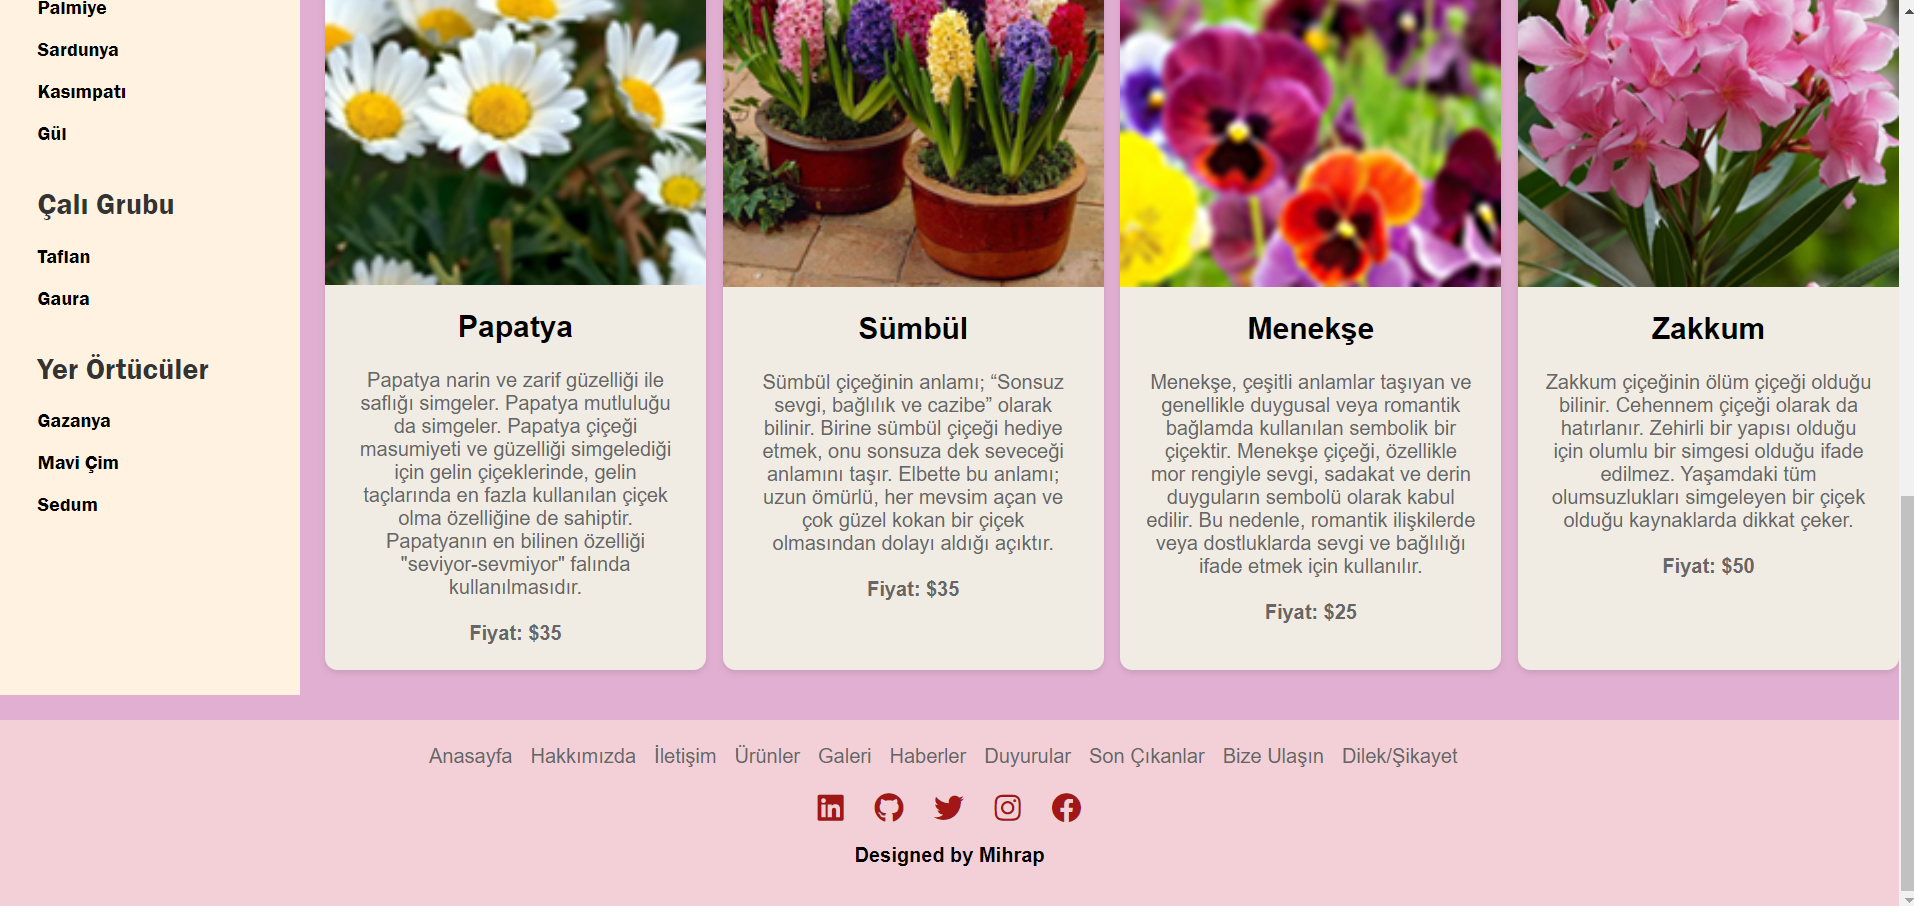 Palmiye
Sardunya
Kasımpatı
Gül
Çalı Grubu
Taflan
Gaura
Yer Örtücüler
Gazanya
Mavi Çim
Sedum
Papatya
Papatya narin ve zarif güzelliği ile
saflığı simgeler. Papatya mutluluğu
da simgeler. Papatya çiçeği
masumiyeti ve güzelliği simgelediği
için gelin çiçeklerinde, gelin
taçlarında en fazla kullanılan çiçek
olma özelliğine de sahiptir.
Papatyanın en bilinen özelliği
"seviyor-sevmiyor" falında
kullanılmasıdır.
Fiyat: $35
Sümbül
Sümbül çiçeğinin anlamı; “Sonsuz
sevgi, bağlılık ve cazibe” olarak
bilinir. Birine sümbül çiçeği hediye
etmek, onu sonsuza dek seveceği
anlamını taşır. Elbette bu anlamı;
uzun ömürlü, her mevsim açan ve
çok güzel kokan bir çiçek
olmasından dolayı aldığı açıktır.
Fiyat: $35
Menekşe
Menekşe, çeşitli anlamlar taşıyan ve
genellikle duygusal veya romantik
bağlamda kullanılan sembolik bir
çiçektir. Menekşe çiçeği, özellikle
mor rengiyle sevgi, sadakat ve derin
duyguların sembolü olarak kabul
edilir. Bu nedenle, romantik ilişkilerde
veya dostluklarda sevgi ve bağlılığı
ifade etmek için kullanılır.
Fiyat: $25
Zakkum
Zakkum çiçeğinin ölüm çiçeği olduğu
bilinir. Cehennem çiçeği olarak da
hatırlanır. Zehirli bir yapısı olduğu
için olumlu bir simgesi olduğu ifade
edilmez. Yaşamdaki tüm
olumsuzlukları simgeleyen bir çiçek
olduğu kaynaklarda dikkat çeker.
Fiyat: $50
Anasayfa Hakkımızda İletişim Ürünler Galeri Haberler Duyurular Son Çıkanlar Bize Ulaşın Dilek/Şikayet
Designed by Mihrap